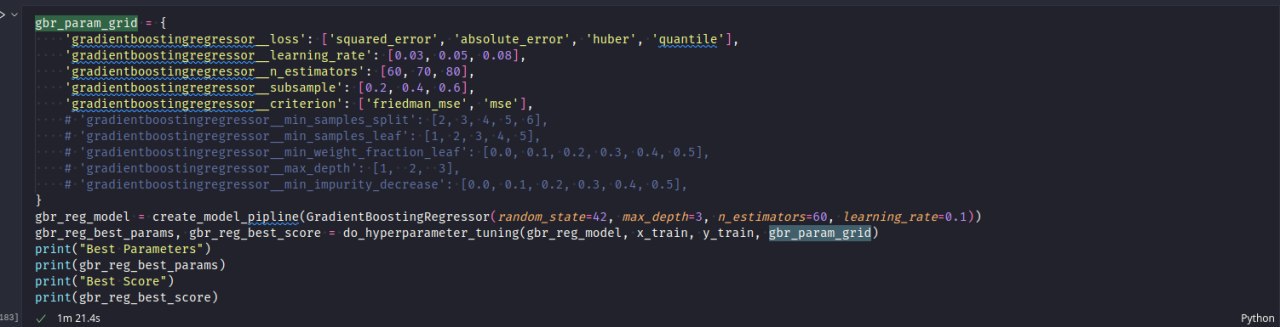 gbr_param_grid = {
    'gradientboostingregressor__loss': ['squared_error', 'absolute_error', 'huber', 'quantile'],
    'gradientboostingregressor__learning_rate': [0.03, 0.05, 0.08],
    'gradientboostingregressor__n_estimators': [60, 70, 80],
    'gradientboostingregressor__subsample': [0.2, 0.4, 0.6],
    'gradientboostingregressor__criterion': ['friedman_mse', 'mse'],
    # 'gradientboostingregressor__min_samples_split': [2, 3, 4, 5, 6],
    # 'gradientboostingregressor__min_samples_leaf': [1, 2, 3, 4, 5],
    # 'gradientboostingregressor__min_weight_fraction_leaf': [0.0, 0.1, 0.2, 0.3, 0.4, 0.5],
    # 'gradientboostingregressor__max_depth': [1,  2,  3],
    # 'gradientboostingregressor__min_impurity_decrease': [0.0, 0.1, 0.2, 0.3, 0.4, 0.5],
}
gbr_reg_model = create_model_pipline(GradientBoostingRegressor(random_state=42, max_depth=3, n_estimators=60, learning_rate=0.1))
gbr_reg_best_params, gbr_reg_best_score = do_hyperparameter_tuning(gbr_reg_model, x_train, y_train, gbr_param_grid)
print("Best Parameters")
print(gbr_reg_best_params)
print("Best Score")
print(gbr_reg_best_score)
183] ✓ 1m 21.4s Python